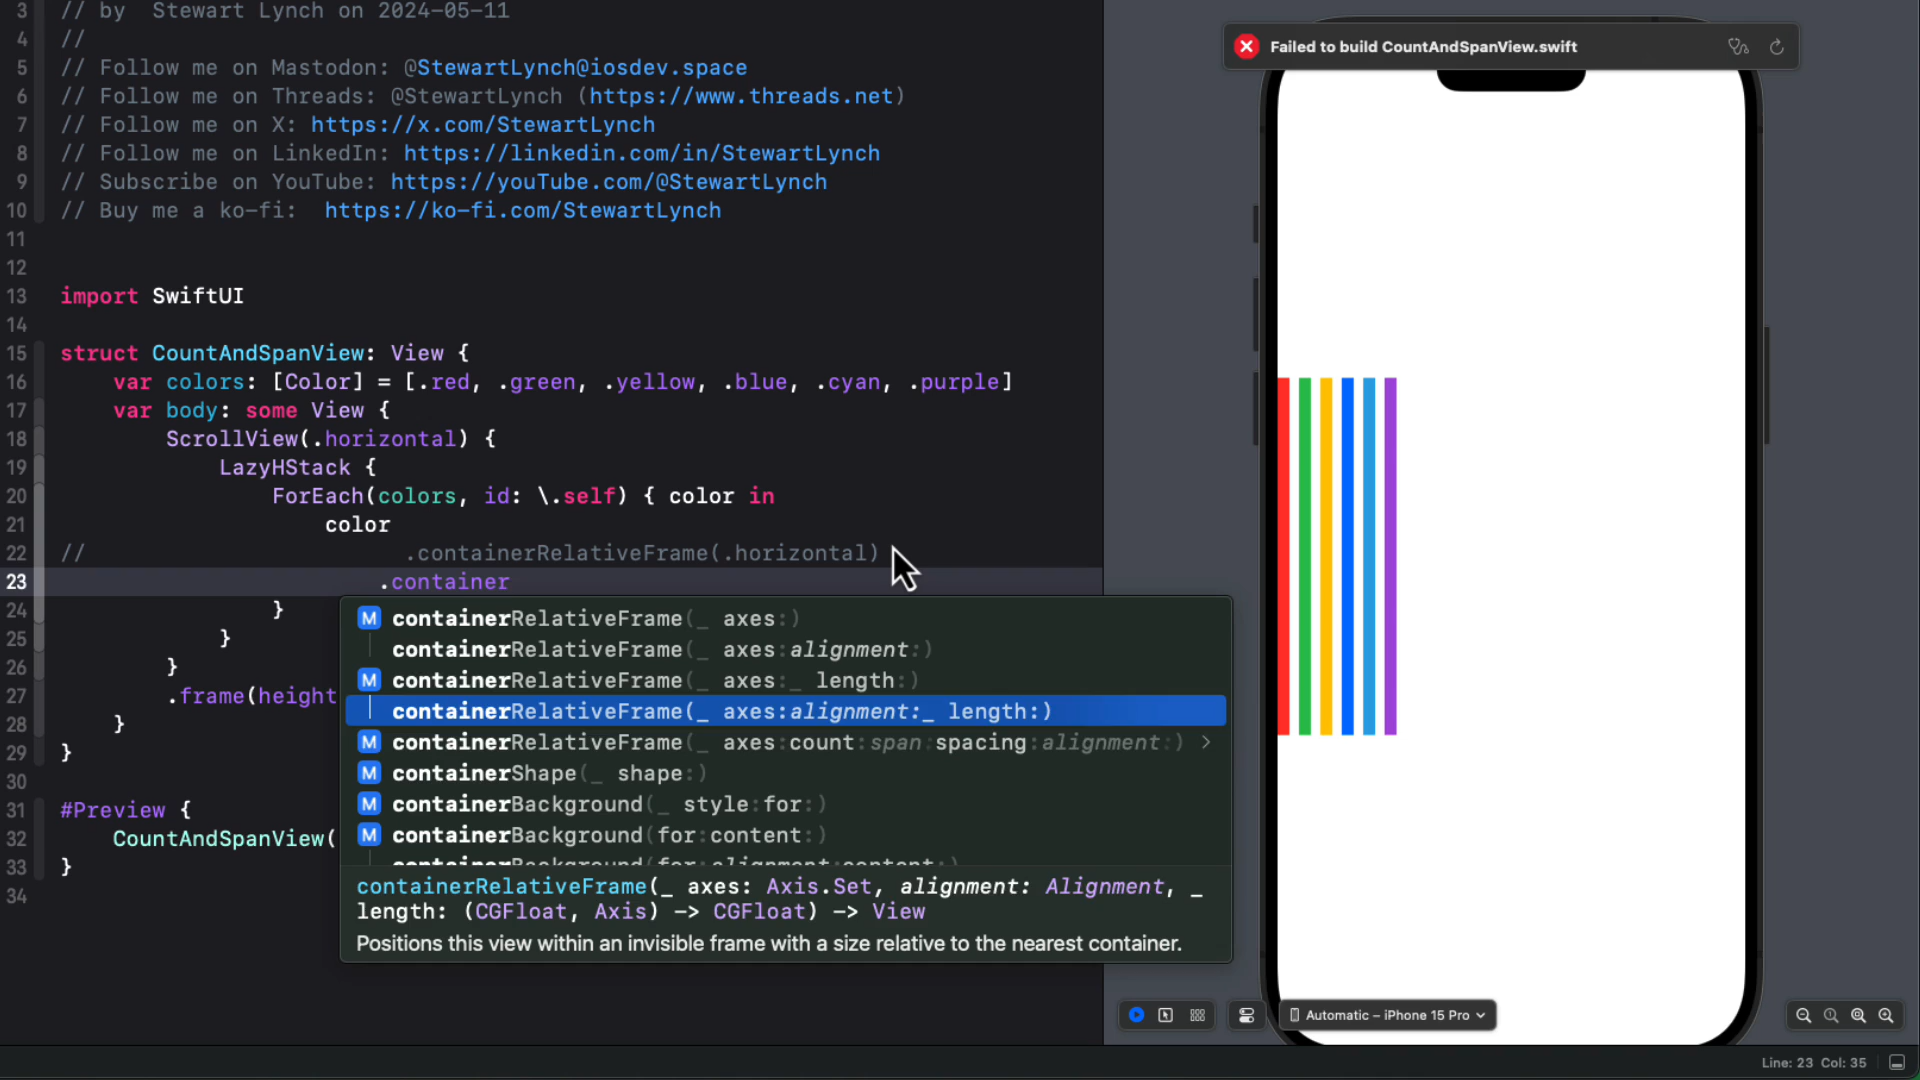 3 // by  Stewart Lynch on 2024-05-11
4 //
5 // Follow me on Mastodon: @StewartLynch@iosdev.space
6 // Follow me on Threads: @StewartLynch (https://www.threads.net)
7 // Follow me on X: https://x.com/StewartLynch
8 // Follow me on LinkedIn: https://linkedin.com/in/StewartLynch
9 // Subscribe on YouTube: https://youTube.com/@StewartLynch
10 // Buy me a ko-fi:  https://ko-fi.com/StewartLynch
11
12
13 import SwiftUI
14
15 struct CountAndSpanView: View {
16 var colors: [Color] = [.red, .green, .yellow, .blue, .cyan, .purple]
17 var body: some View {
18 ScrollView(.horizontal) {
19 LazyHStack {
20 ForEach(colors, id: \.self) { color in
21 color
22 // .containerRelativeFrame(.horizontal)
23 .container
24 }
25 }
26 }
27 .frame(height
28 }
29 }
30
31 #Preview {
32 CountAndSpanView(
33 }
34
M containerRelativeFrame(_ axes:)
containerRelativeFrame(_ axes:alignment:)
M containerRelativeFrame(_ axes:_ length:)
containerRelativeFrame(_ axes:alignment:_ length:)
M containerRelativeFrame(_ axes:count:span:spacing:alignment:) >
M containerShape(_ shape:)
M containerBackground(_ style:for:)
M containerBackground(for:content:)
containerBackground(for:alignment:content:)
containerRelativeFrame(_ axes: Axis.Set, alignment: Alignment, _
length: (CGFloat, Axis) -> CGFloat) -> View
Positions this view within an invisible frame with a size relative to the nearest container.
Failed to build CountAndSpanView.swift
Automatic – iPhone 15 Pro
Line: 23 Col: 35